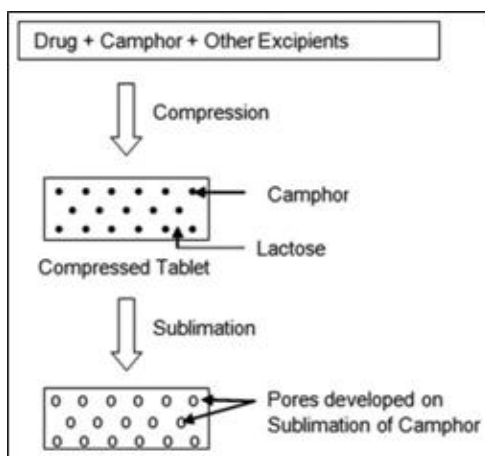 Drug + Camphor + Other Excipients
Compression
Camphor
Lactose
Compressed Tablet
Sublimation
Pores developed on
Sublimation of Camphor